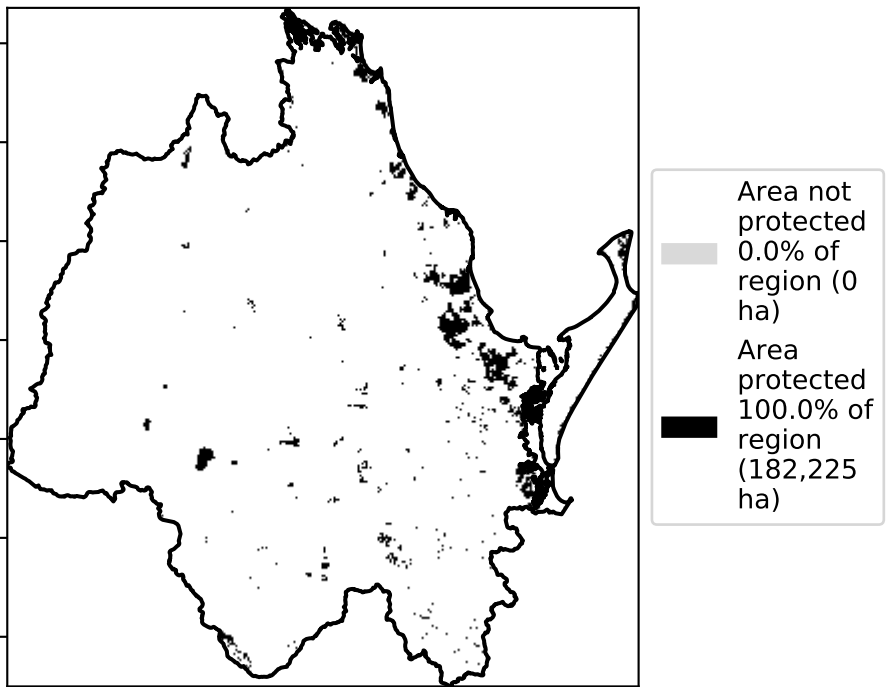 Area not
protected
0.0% of
region (0
ha)
Area
protected
100.0% of
region
(182,225
ha)